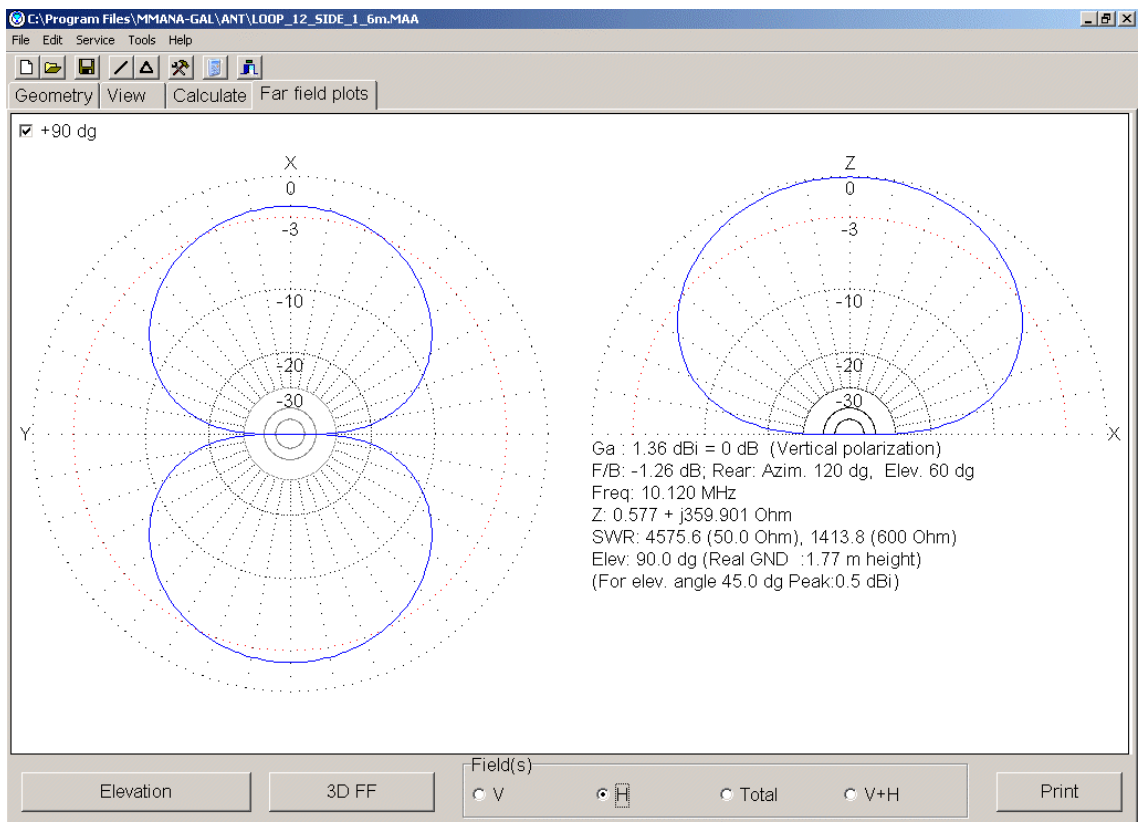 C:\Program Files\MMANA-GAL\ANT\LOOP_12_SIDE_1_6m.MAA
File Edit Service Tools Help
Geometry View Calculate Far field plots
+90 dg
X
0
-3
-10
-20
-30
Y
Z
0
-3
-10
-20
-30
X
Ga : 1.36 dBi = 0 dB (Vertical polarization)
F/B: -1.26 dB; Rear: Azim. 120 dg, Elev. 60 dg
Freq: 10.120 MHz
Z: 0.577 + j359.901 Ohm
SWR: 4575.6 (50.0 Ohm), 1413.8 (600 Ohm)
Elev: 90.0 dg (Real GND :1.77 m height)
(For elev. angle 45.0 dg Peak:0.5 dBi)
Elevation
3D FF
Field(s)
V H Total V+H
Print